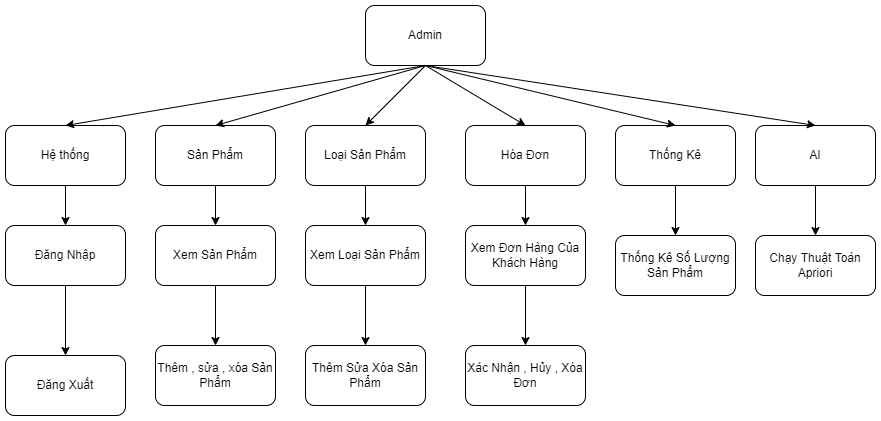 Admin
Hệ thống
Sản Phẩm
Loại Sản Phẩm
Hóa Đơn
Thống Kê
AI
Đăng Nhập
Xem Sản Phẩm
Xem Loại Sản Phẩm
Xem Đơn Hàng Của
Khách Hàng
Thống Kê Số Lượng
Sản Phẩm
Chạy Thuật Toán
Apriori
Đăng Xuất
Thêm , sửa , xóa Sản
Phẩm
Thêm Sửa Xóa Sản
Phẩm
Xác Nhận , Hủy , Xóa
Đơn